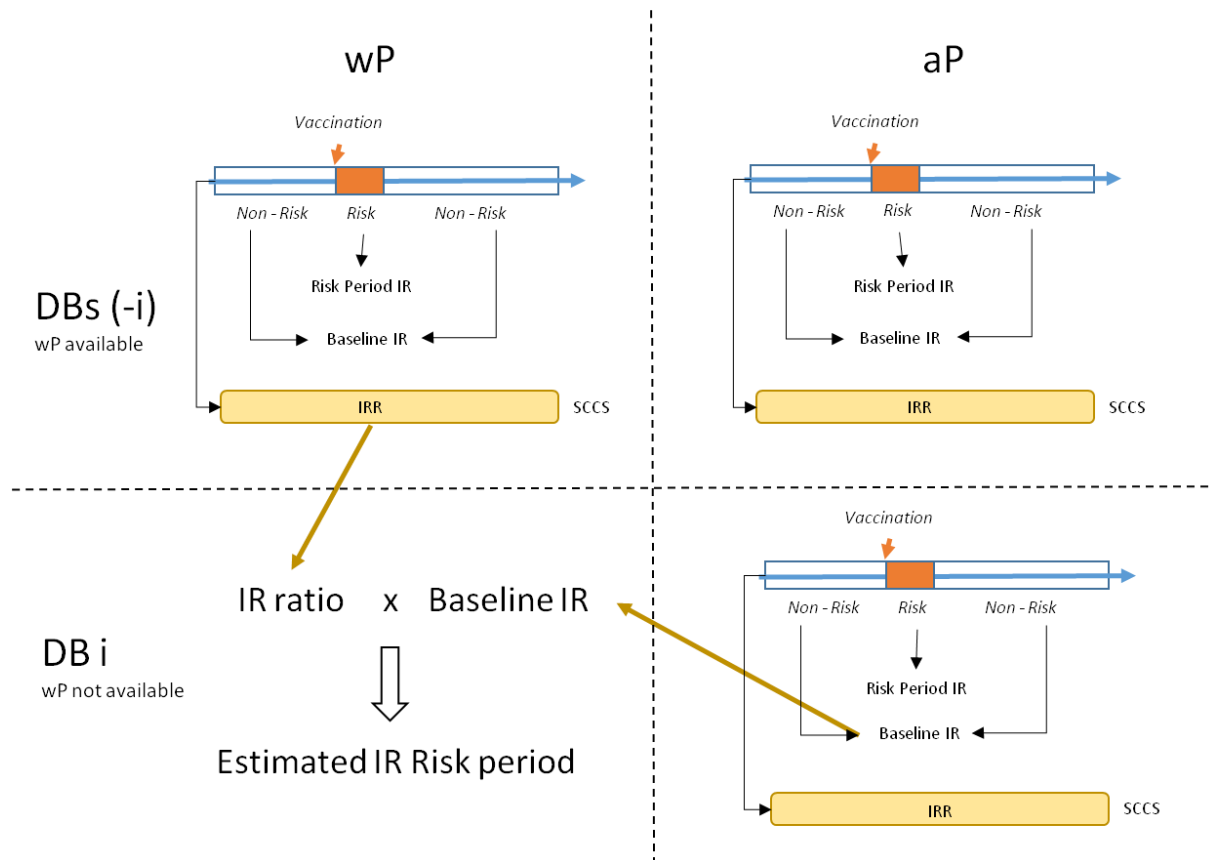 wP
aP
Vaccination
Vaccination
Non - Risk
Risk
Non - Risk
Non - Risk
Risk
Non - Risk
Risk Period IR
Risk Period IR
DBs (-i)
wP available
Baseline IR
Baseline IR
IRR
SCCS
IRR
SCCS
Vaccination
IR ratio x Baseline IR
Non - Risk
Risk
Non - Risk
DB i
wP not available
Risk Period IR
Baseline IR
Estimated IR Risk period
IRR
SCCS